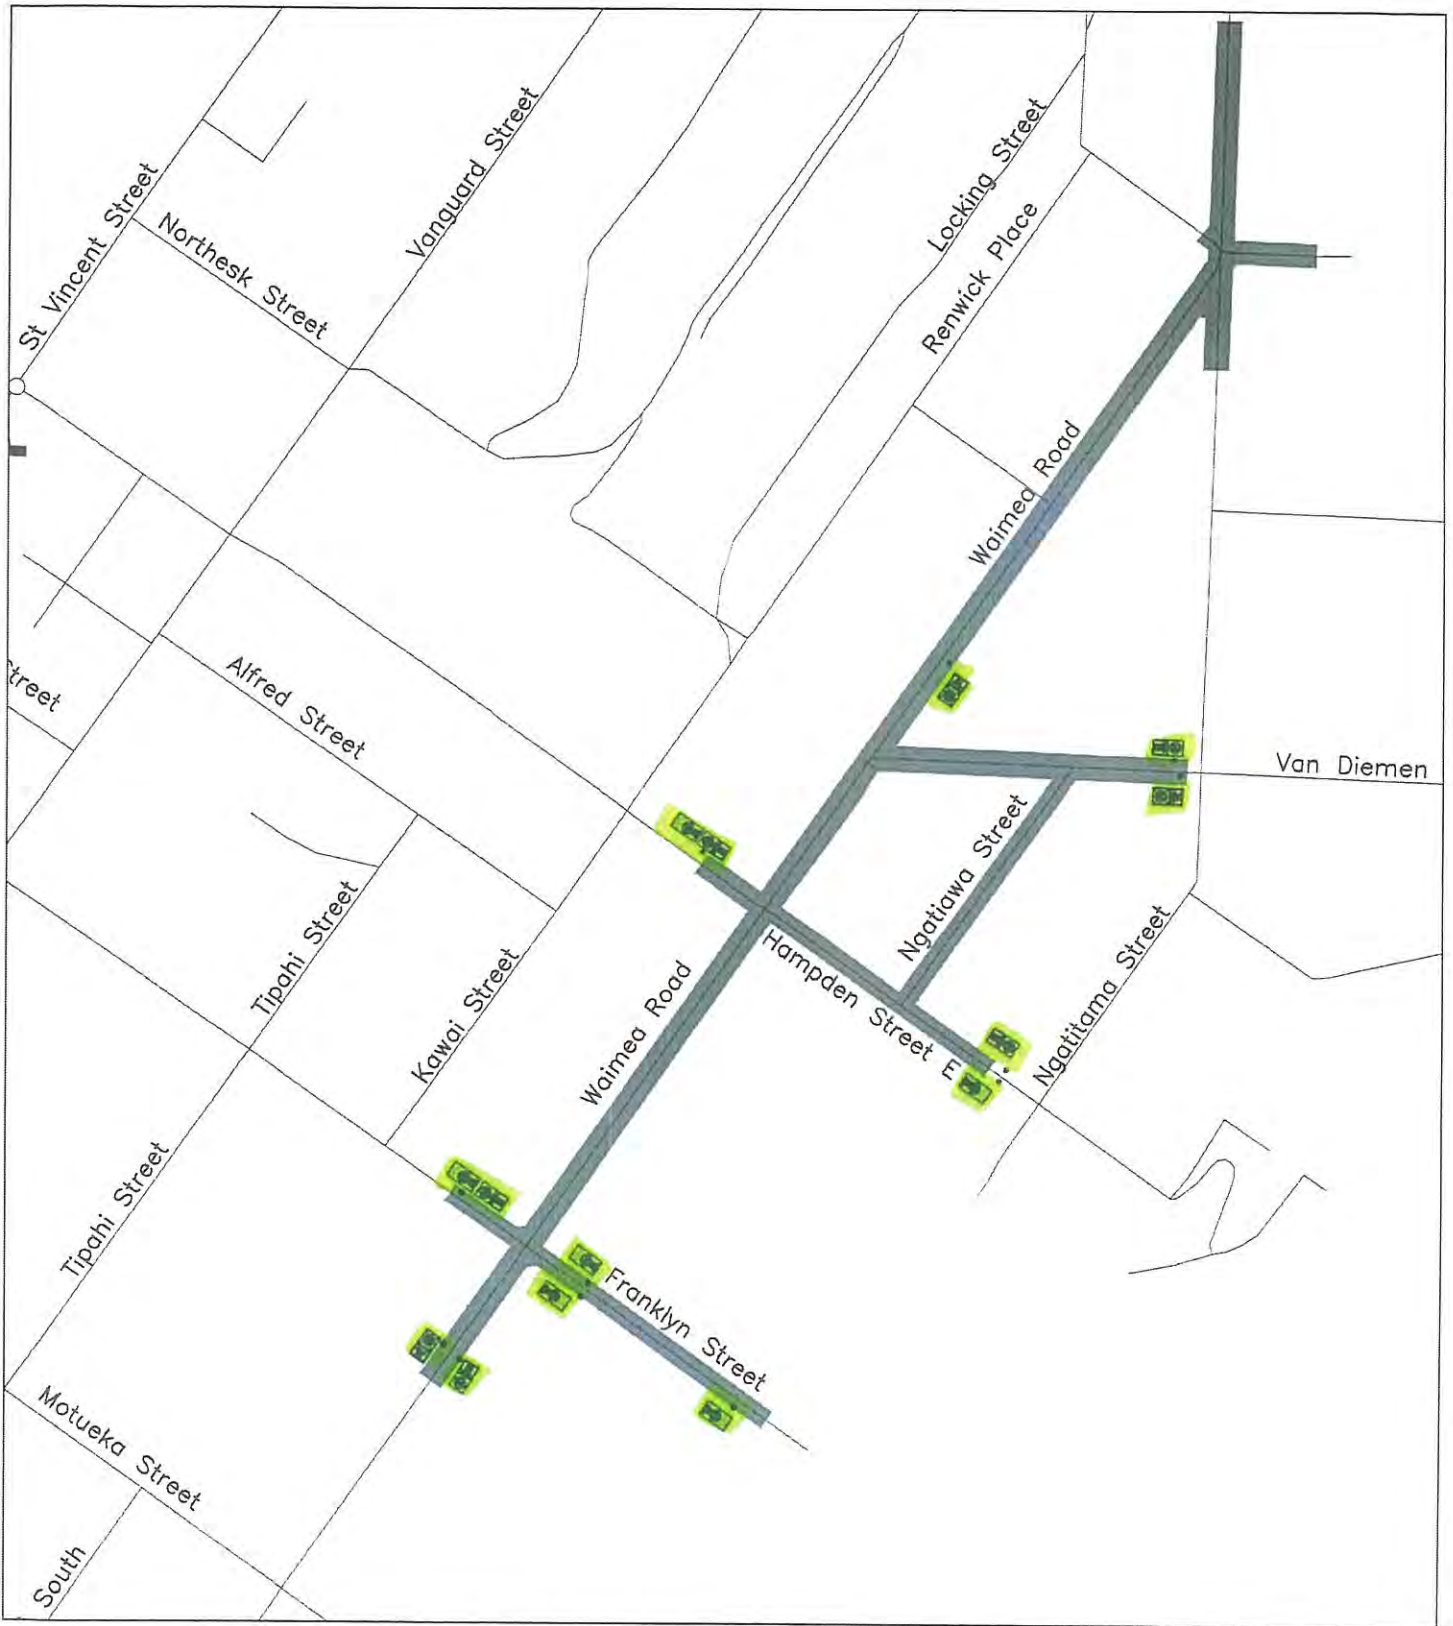 St Vincent Street
Northesk Street
Vanguard Street
Locking Street
Renwick Place
Waimea Road
Street
Alfred Street
Van Diemen
Ngatiawa Street
Tipahi Street
Kawai Street
Waimea Road
Hampden Street E
Ngatitama Street
Tipahi Street
Franklyn Street
Motueka Street
South